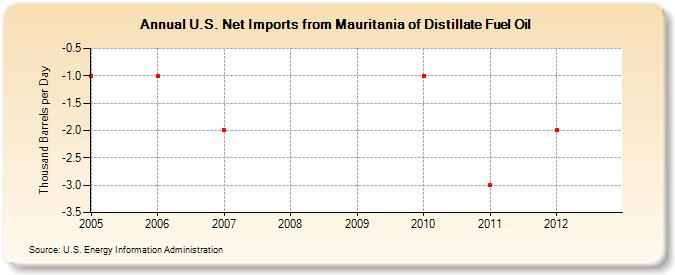 Annual U.S. Net Imports from Mauritania of Distillate Fuel Oil
Thousand Barrels per Day
-0.5
-1.0
-1.5
-2.0
-2.5
-3.0
-3.5
2005 2006 2007 2008 2009 2010 2011 2012
Source: U.S. Energy Information Administration